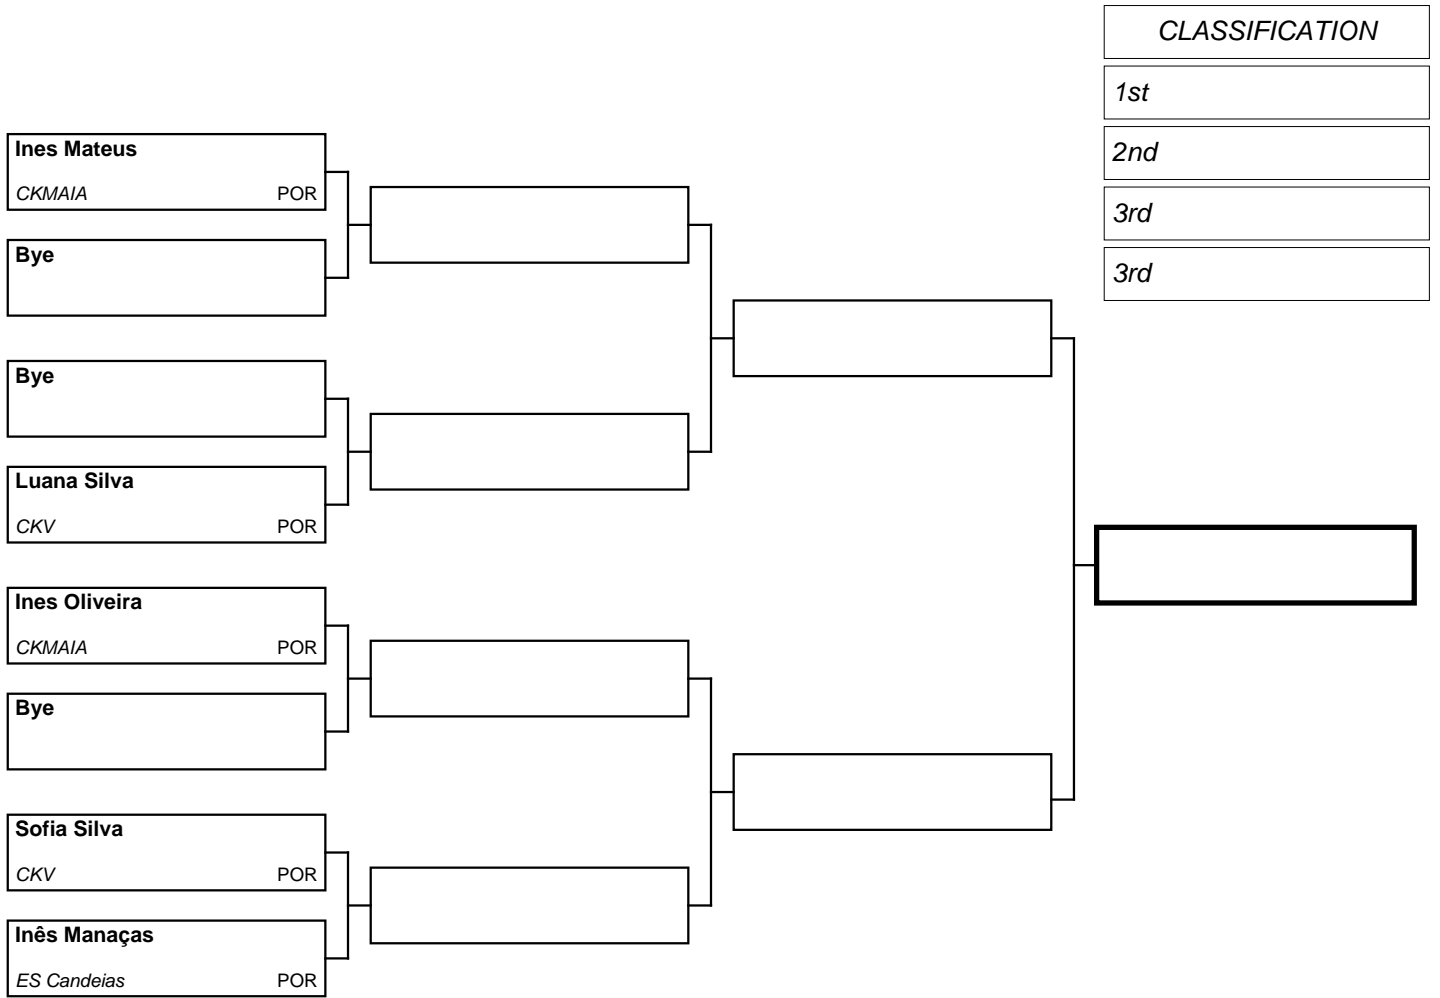 CLASSIFICATION
1st
2nd
3rd
3rd
Ines Mateus
CKMAIA POR
Bye
Bye
Luana Silva
CKV POR
Ines Oliveira
CKMAIA POR
Bye
Sofia Silva
CKV POR
Inês Manaças
ES Candeias POR